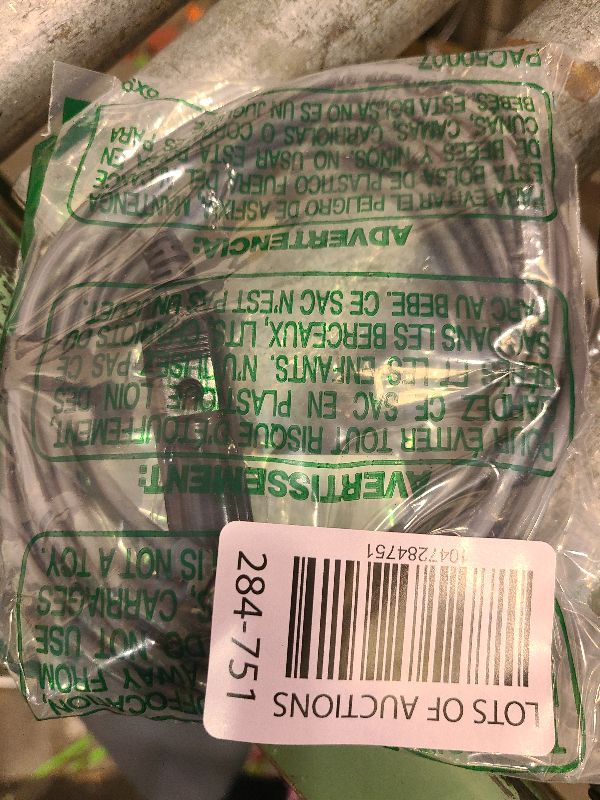 LOTS OF AUCTIONS
1047284751
284-751
FROM
AWAY
DO NOT USE
CARRIAGES
IS NOT A TOY.
AVERTISSEMENT:
POUR ÉVITER TOUT RISQUE D'ÉTOUFFEMENT,
GARDEZ CE SAC EN PLASTIQUE LOIN DES
BEBES ET LES ENFANTS. N'UTILISEZ PAS CE
SAC DANS LES BERCEAUX, LITS, CHARIOTS OU
PARC AU BEBE. CE SAC N'EST PAS UN JOUET.
ADVERTENCIA:
PARA EVITAR EL PELIGRO DE ASFIXIA, MANTENGA
ESTA BOLSA DE PLASTICO FUERA DEL ALCANCE
DE BEBES Y NIÑOS. NO USAR ESTA BOLSA EN
CUNAS, CAMAS, CARRIOLAS O PARA
BEBES. ESTA BOLSA NO ES UN
PAC50007